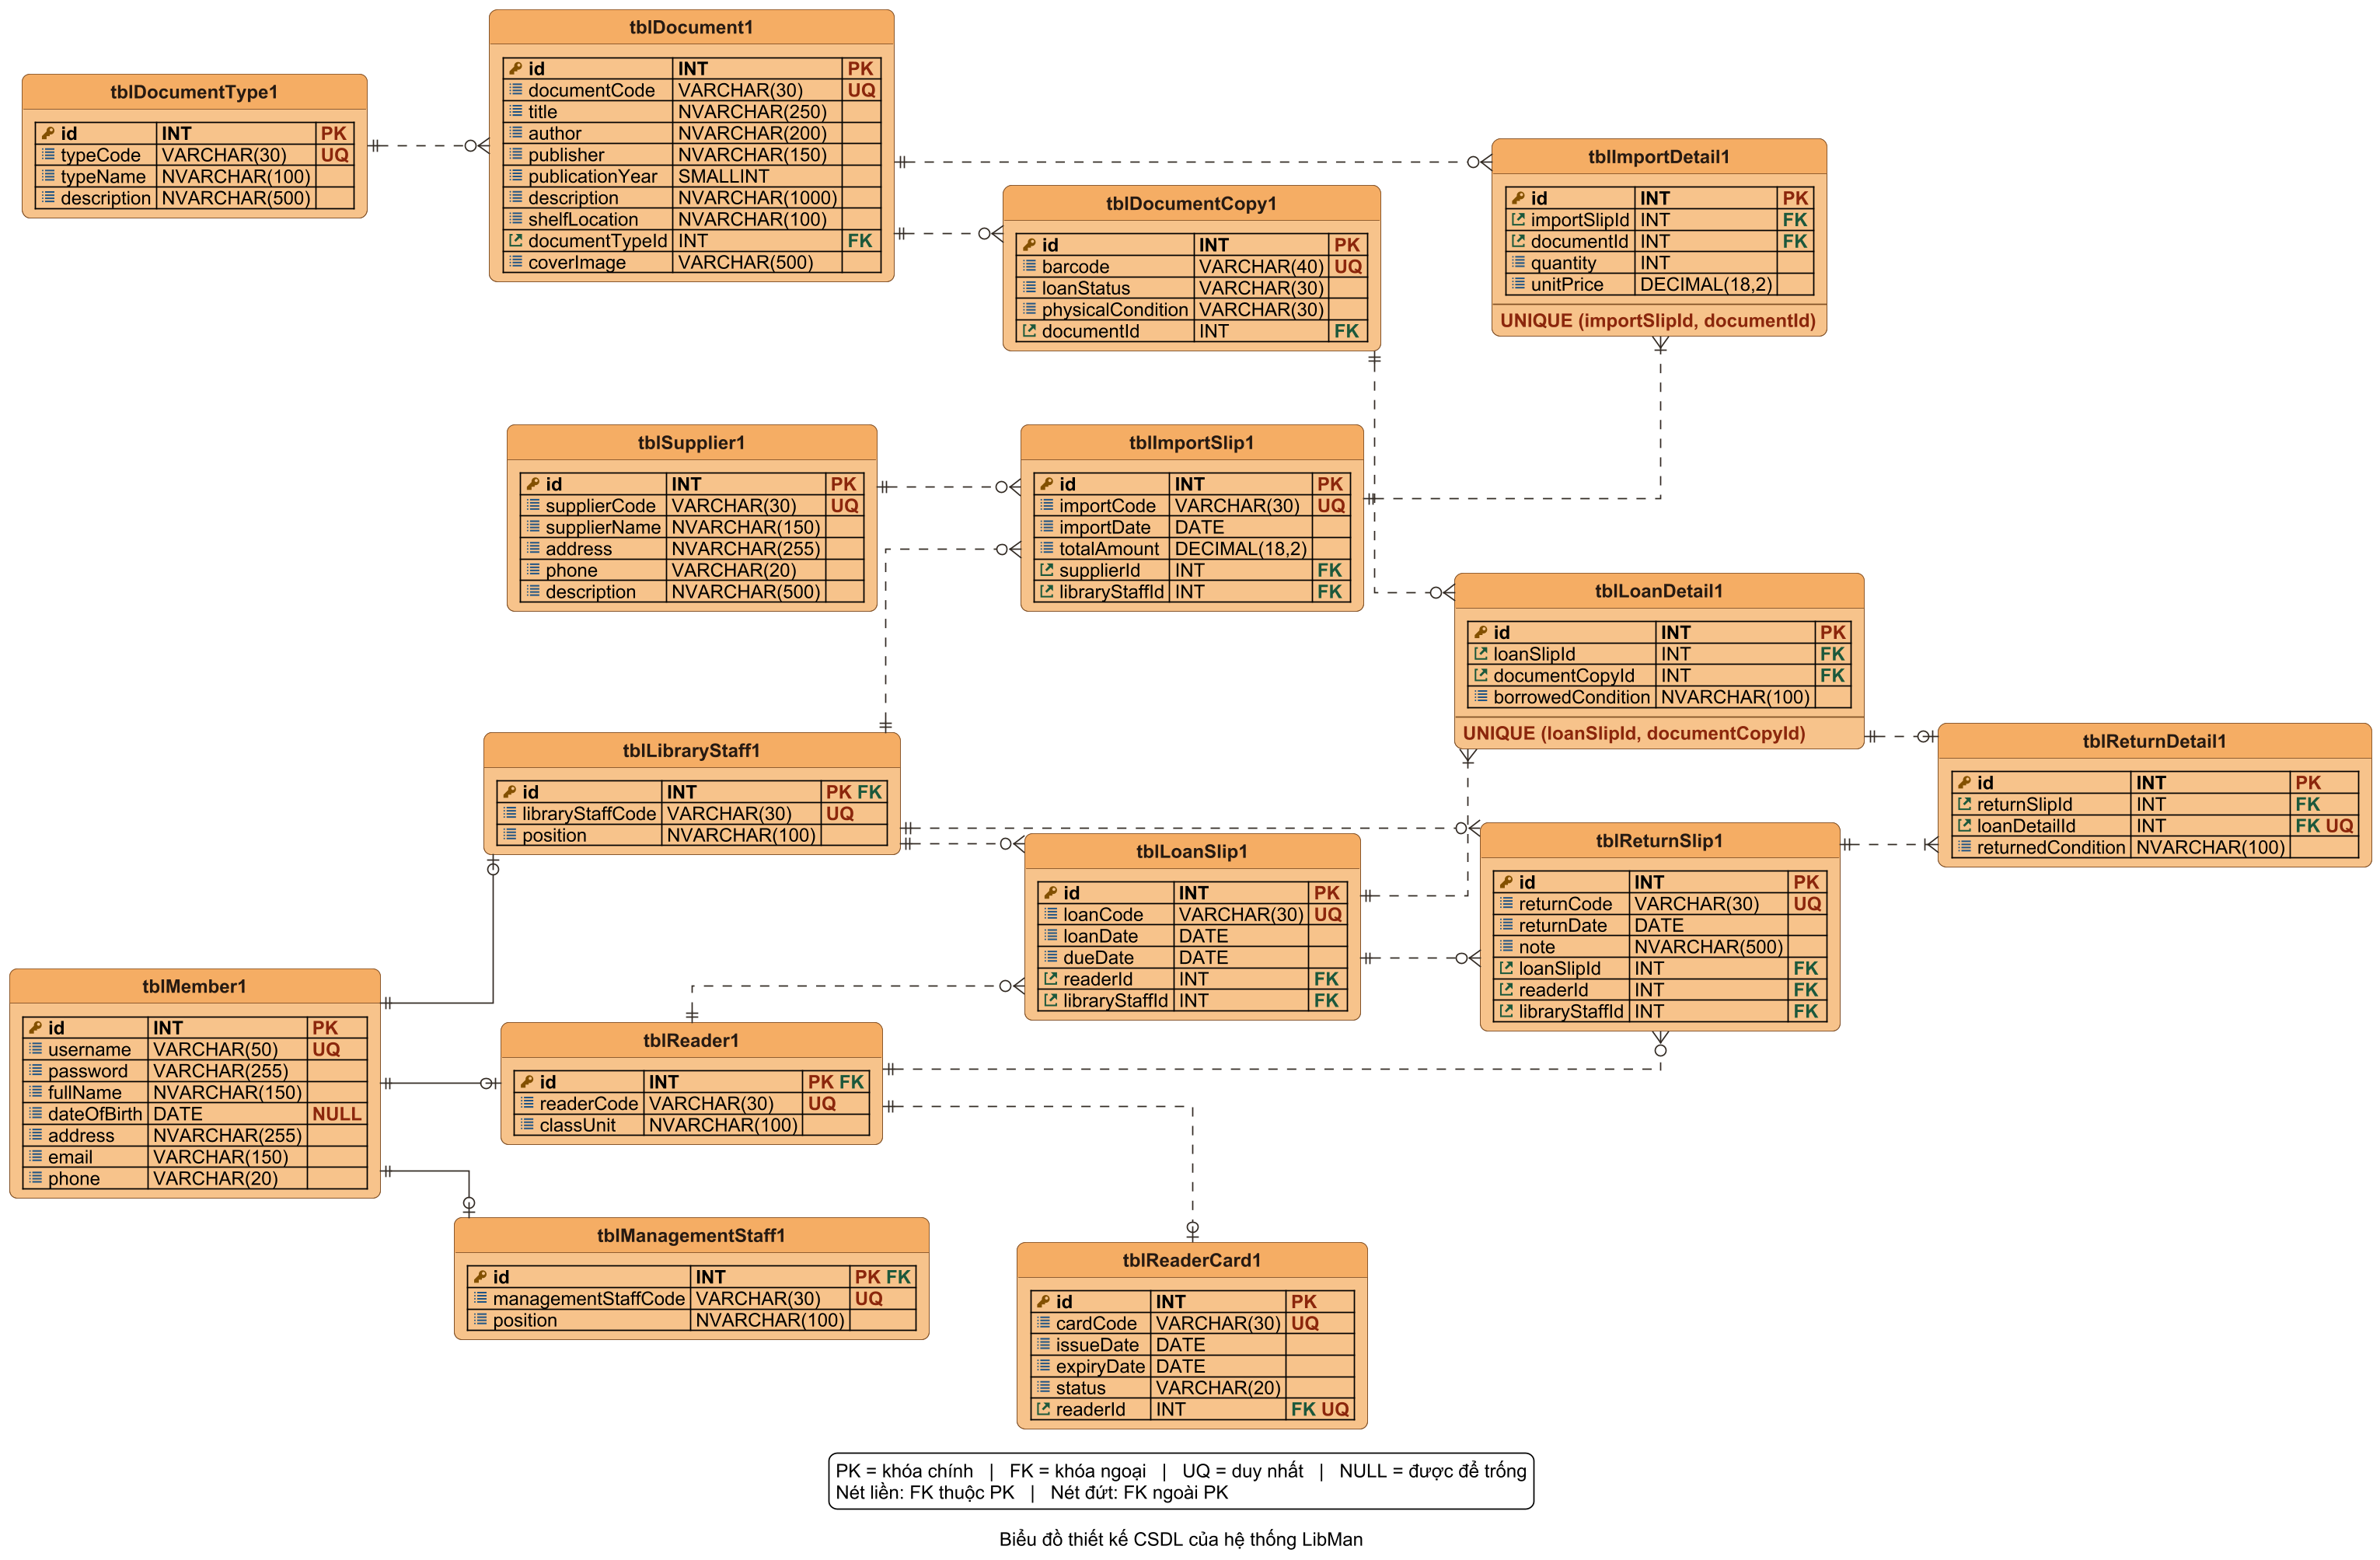 tblDocument1
id INT PK
documentCode VARCHAR(30) UQ
title NVARCHAR(250)
author NVARCHAR(200)
publisher NVARCHAR(150)
publicationYear SMALLINT
description NVARCHAR(1000)
shelfLocation NVARCHAR(100)
documentTypeId INT FK
coverImage VARCHAR(500)
tblDocumentType1
id INT PK
typeCode VARCHAR(30) UQ
typeName NVARCHAR(100)
description NVARCHAR(500)
tblImportDetail1
id INT PK
importSlipId INT FK
documentId INT FK
quantity INT
unitPrice DECIMAL(18,2)
UNIQUE (importSlipId, documentId)
tblDocumentCopy1
id INT PK
barcode VARCHAR(40) UQ
loanStatus VARCHAR(30)
physicalCondition VARCHAR(30)
documentId INT FK
tblSupplier1
id INT PK
supplierCode VARCHAR(30) UQ
supplierName NVARCHAR(150)
address NVARCHAR(255)
phone VARCHAR(20)
description NVARCHAR(500)
tblImportSlip1
id INT PK
importCode VARCHAR(30) UQ
importDate DATE
totalAmount DECIMAL(18,2)
supplierId INT FK
libraryStaffId INT FK
tblLoanDetail1
id INT PK
loanSlipId INT FK
documentCopyId INT FK
borrowedCondition NVARCHAR(100)
UNIQUE (loanSlipId, documentCopyId)
tblReturnDetail1
id INT PK
returnSlipId INT FK
loanDetailId INT FK UQ
returnedCondition NVARCHAR(100)
tblLibraryStaff1
id INT PK FK
libraryStaffCode VARCHAR(30) UQ
position NVARCHAR(100)
tblLoanSlip1
id INT PK
loanCode VARCHAR(30) UQ
loanDate DATE
dueDate DATE
readerId INT FK
libraryStaffId INT FK
tblReturnSlip1
id INT PK
returnCode VARCHAR(30) UQ
returnDate DATE
note NVARCHAR(500)
loanSlipId INT FK
readerId INT FK
libraryStaffId INT FK
tblMember1
id INT PK
username VARCHAR(50) UQ
password VARCHAR(255)
fullName NVARCHAR(150)
dateOfBirth DATE NULL
address NVARCHAR(255)
email VARCHAR(150)
phone VARCHAR(20)
tblReader1
id INT PK FK
readerCode VARCHAR(30) UQ
classUnit NVARCHAR(100)
tblManagementStaff1
id INT PK FK
managementStaffCode VARCHAR(30) UQ
position NVARCHAR(100)
tblReaderCard1
id INT PK
cardCode VARCHAR(30) UQ
issueDate DATE
expiryDate DATE
status VARCHAR(20)
readerId INT FK UQ
PK = khóa chính | FK = khóa ngoại | UQ = duy nhất | NULL = được để trống
Nét liền: FK thuộc PK | Nét đứt: FK ngoài PK
Biểu đồ thiết kế CSDL của hệ thống LibMan